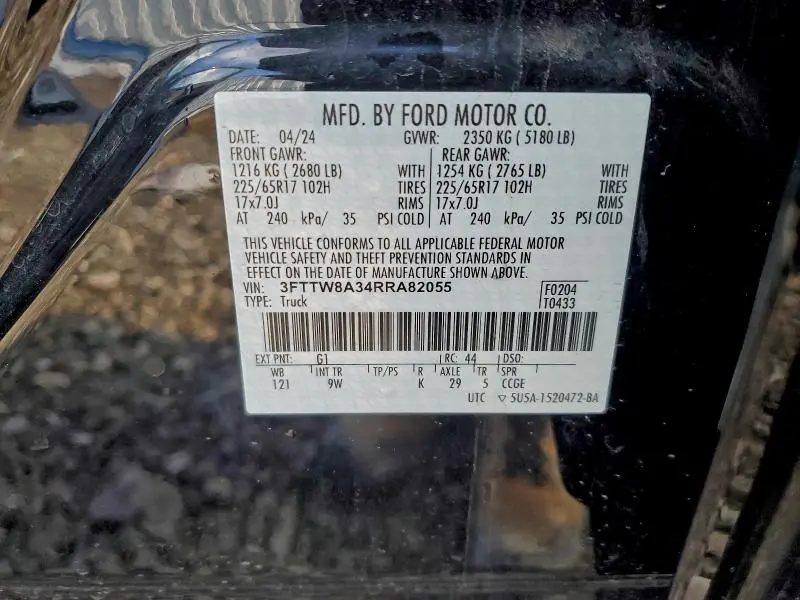 MFD. BY FORD MOTOR CO.
DATE: 04/24 GVWR: 2350 KG ( 5180 LB)
FRONT GAWR: REAR GAWR:
1216 KG ( 2680 LB) WITH 1254 KG ( 2765 LB) WITH
225/65R17 102H TIRES 225/65R17 102H TIRES
17x7.0J RIMS 17x7.0J RIMS
AT 240 kPa/ 35 PSI COLD AT 240 kPa/ 35 PSI COLD
THIS VEHICLE CONFORMS TO ALL APPLICABLE FEDERAL MOTOR
VEHICLE SAFETY AND THEFT PREVENTION STANDARDS IN
EFFECT ON THE DATE OF MANUFACTURE SHOWN ABOVE.
VIN: 3FTTW8A34RRA82055 F0204
TYPE: Truck T0433
EXT PNT: G1 RC: 44 DSO:
WB INT TR TP/PS R AXLE TR SPR
121 9W K 29 5 CCGE
UTC ▽ 5U5A-1520472-BA